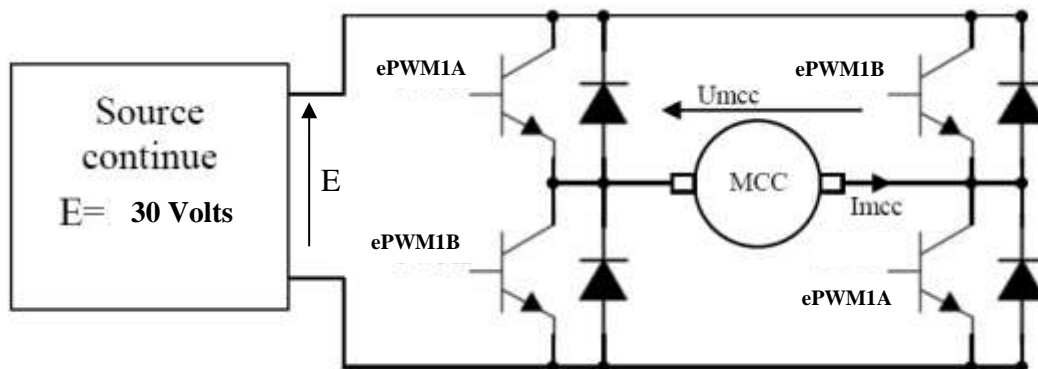 Source
continue
E= 30 Volts
E
ePWM1A
ePWM1B
Umcc
MCC
Imcc
ePWM1B
ePWM1A